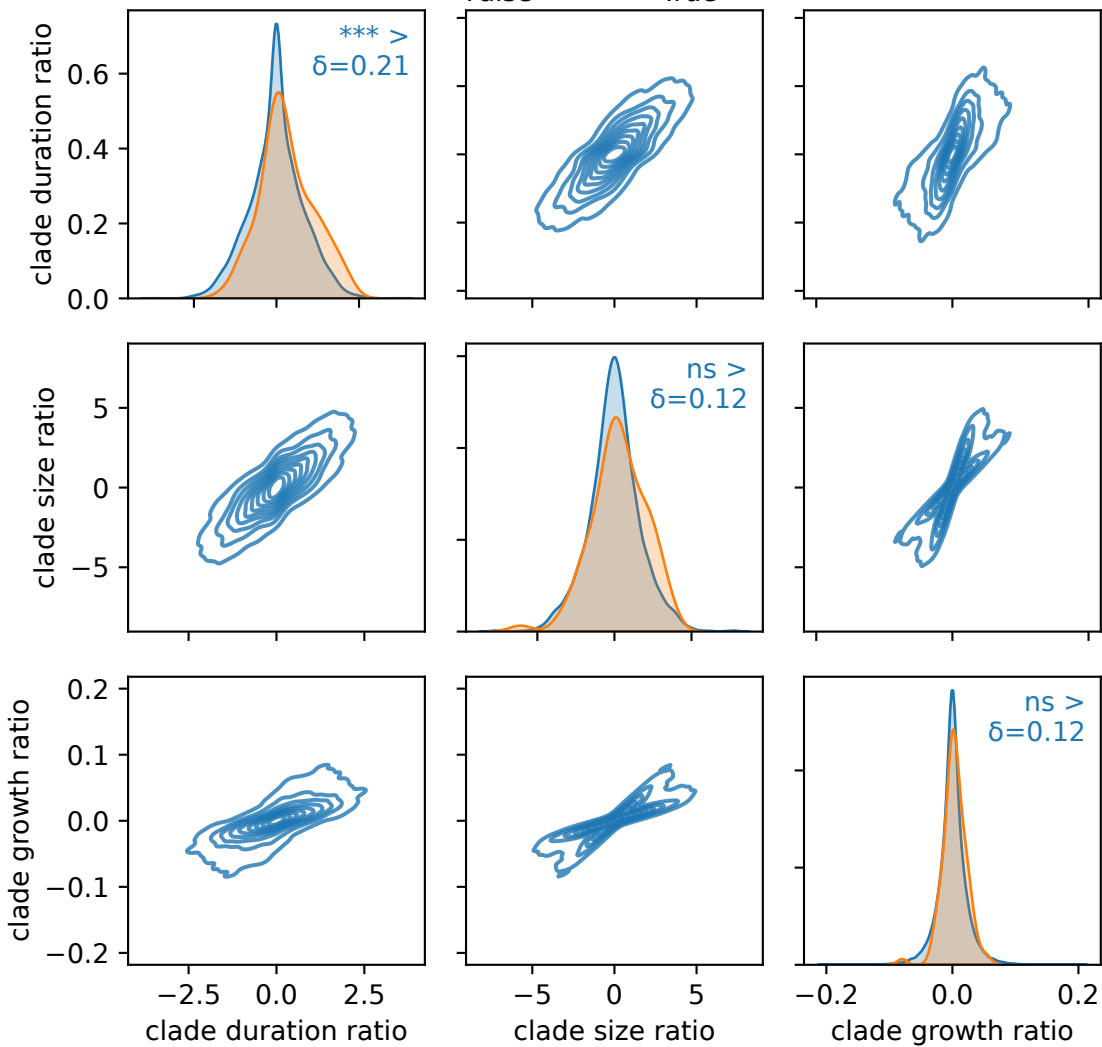 clade duration ratio
0.6
0.4
0.2
0.0
*** >
δ=0.21
clade size ratio
5
0
−5
ns >
δ=0.12
clade growth ratio
0.2
0.1
0.0
−0.1
−0.2
ns >
δ=0.12
−2.5
0.0
2.5
clade duration ratio
−5
0
5
clade size ratio
−0.2
0.0
0.2
clade growth ratio